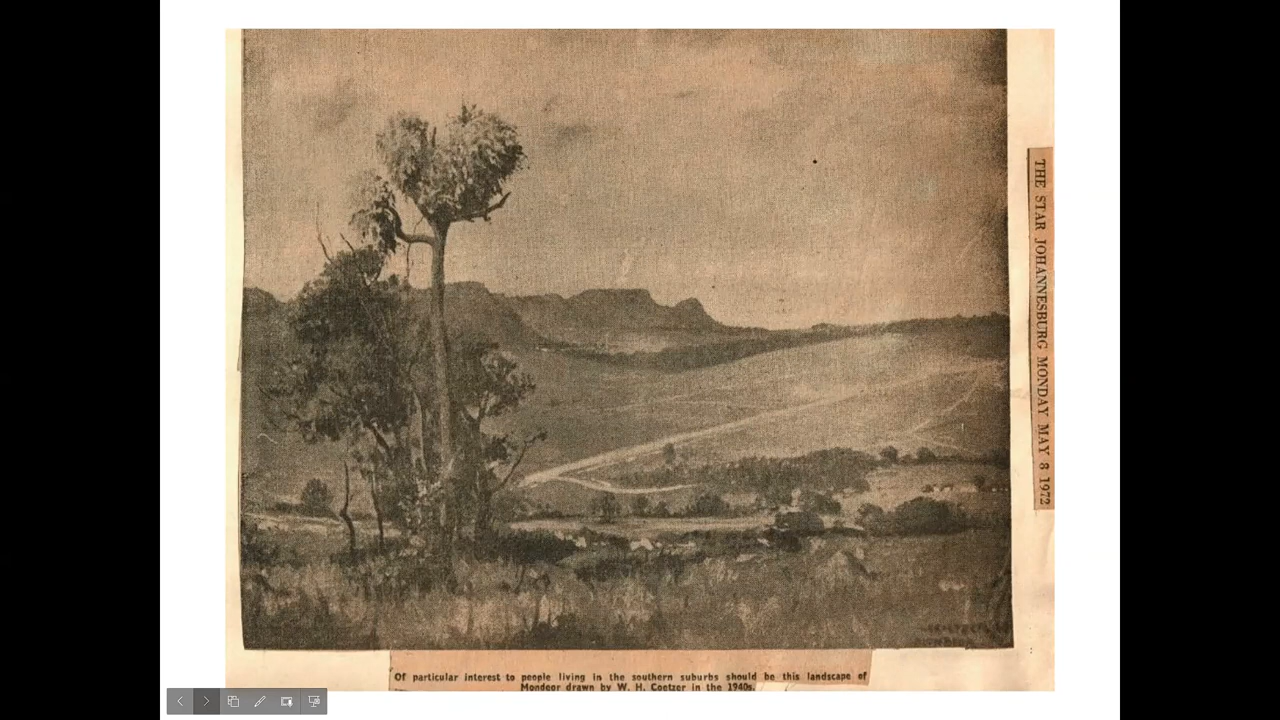 THE STAR JOHANNESBURG MONDAY MAY 8 1972
Of particular interest to people living in the southern suburbs should be this landscape of
Mondeor drawn by W. H. Coetzer in the 1940s.